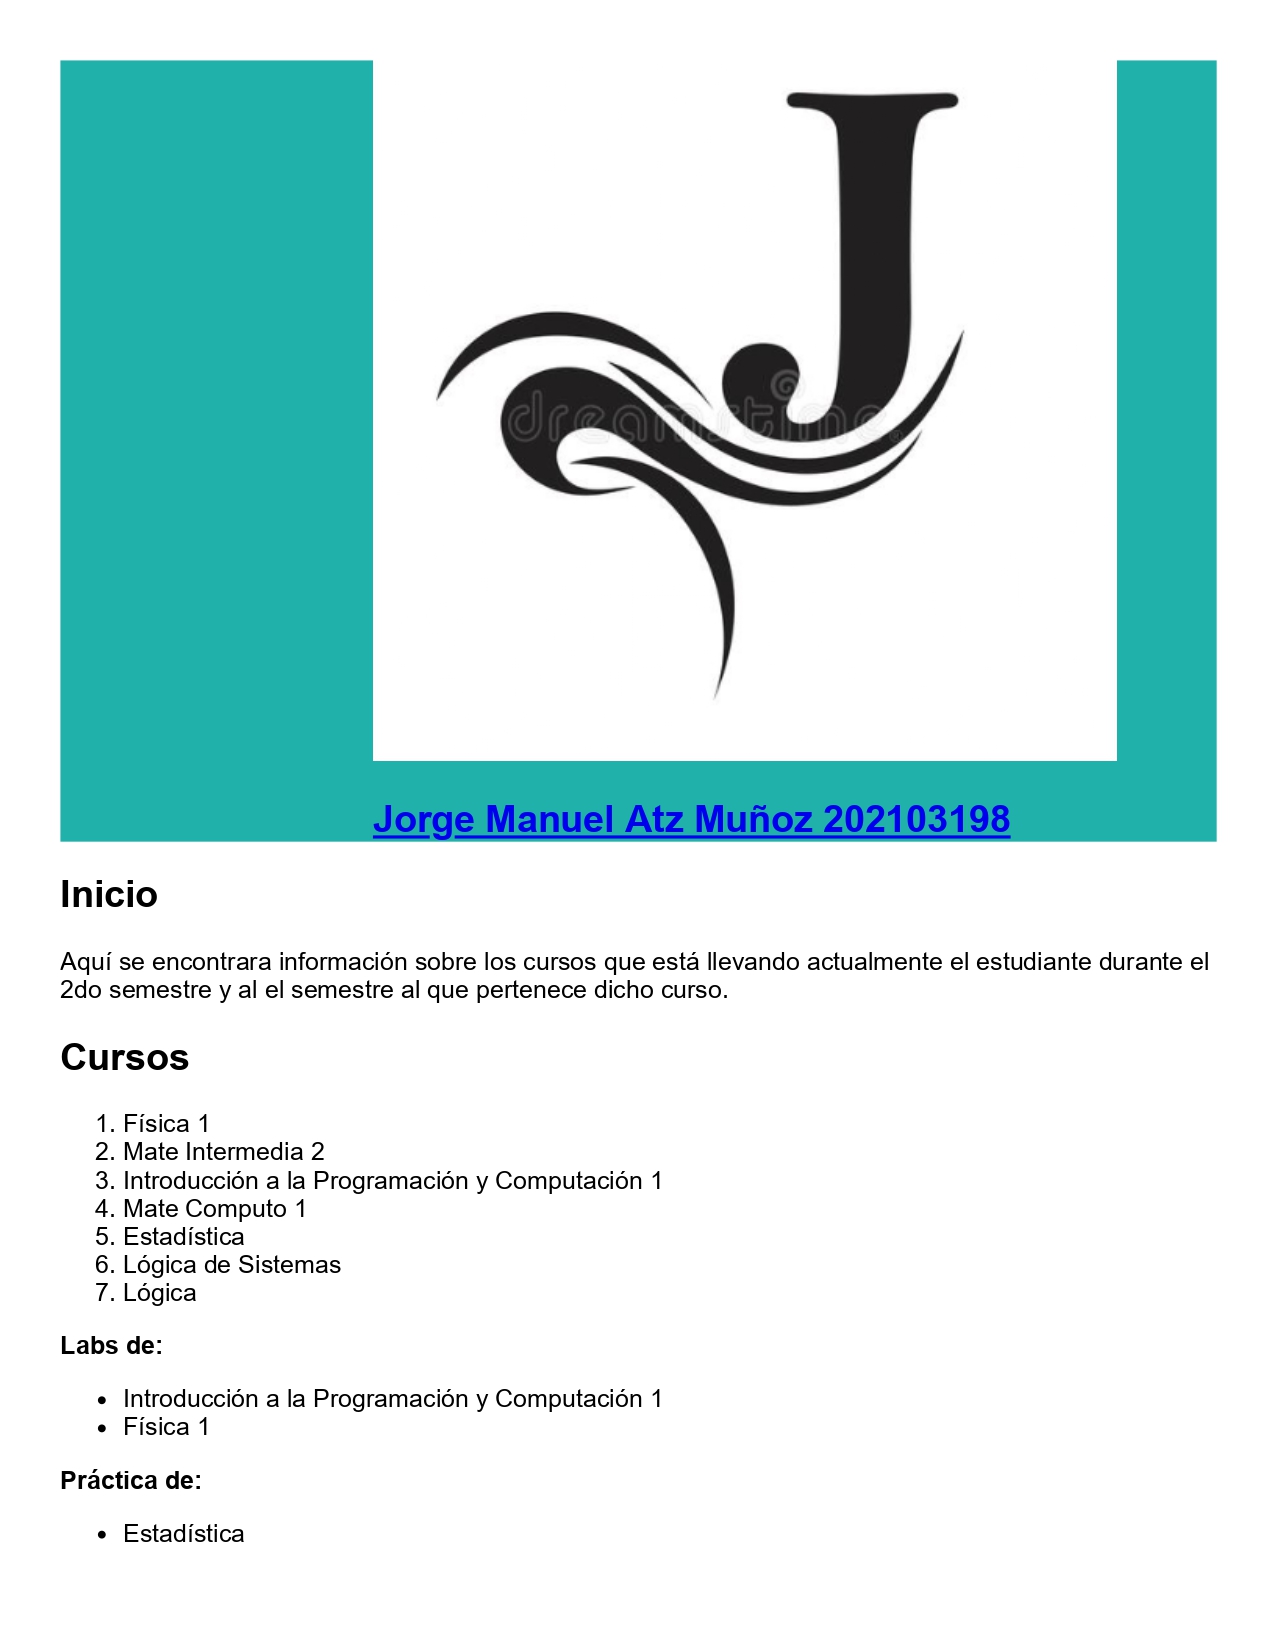 J
dreamstime.
Jorge Manuel Atz Muñoz 202103198
Inicio
Aquí se encontrara información sobre los cursos que está llevando actualmente el estudiante durante el
2do semestre y al el semestre al que pertenece dicho curso.
Cursos
1. Física 1
2. Mate Intermedia 2
3. Introducción a la Programación y Computación 1
4. Mate Computo 1
5. Estadística
6. Lógica de Sistemas
7. Lógica
Labs de:
• Introducción a la Programación y Computación 1
• Física 1
Práctica de:
• Estadística